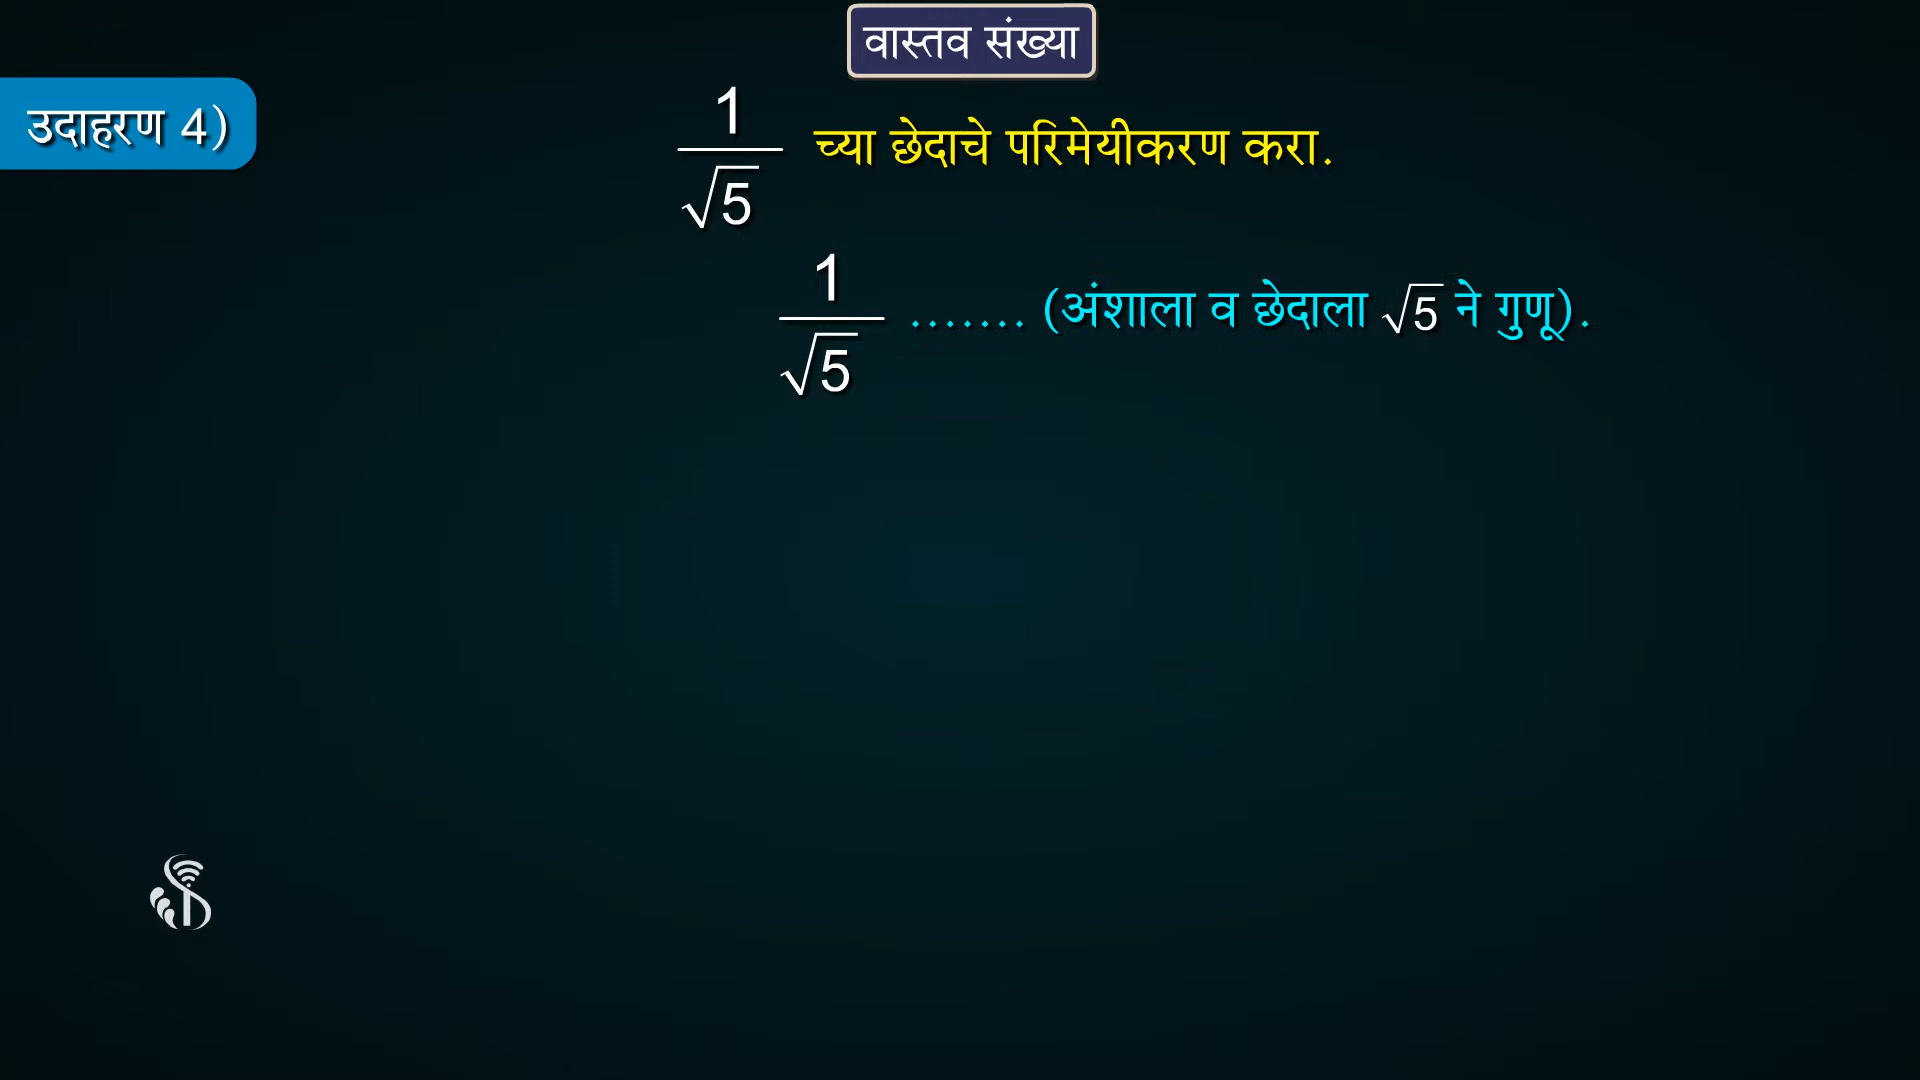 वास्तव संख्या
उदाहरण 4)
1/√5 च्या छेदाचे परिमेयीकरण करा.
1/√5 ....... (अंशाला व छेदाला √5 ने गुणू).